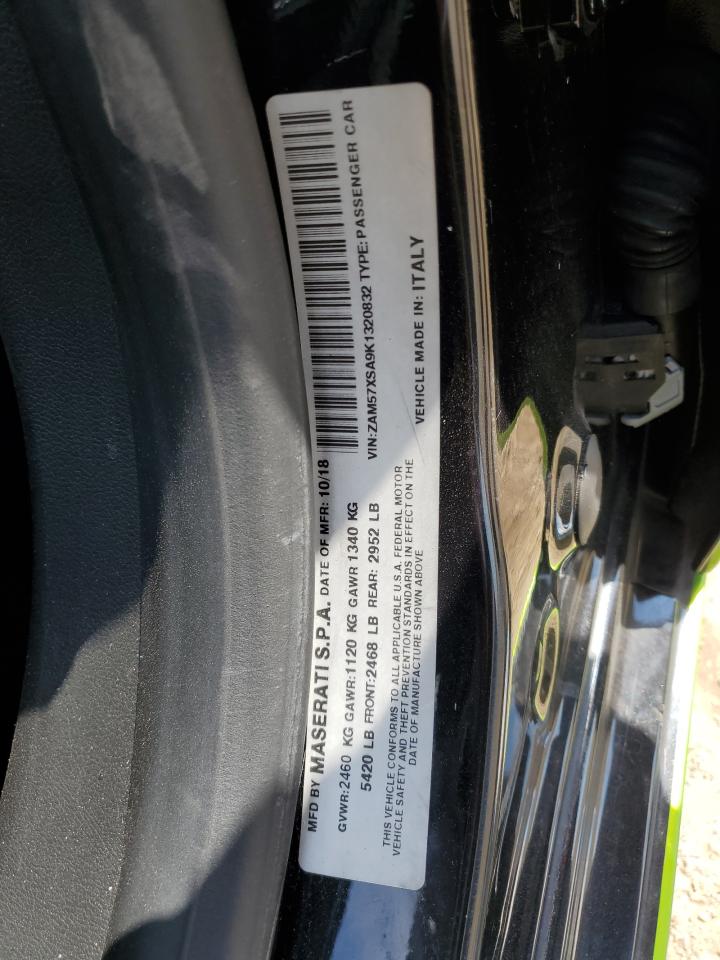 MFD BY MASERATI S.P.A. DATE OF MFR: 10/18
GVWR:2460 KG GAWR:1120 KG GAWR 1340 KG
5420 LB FRONT:2468 LB REAR: 2952 LB
VIN:ZAM57XSA9K1320832 TYPE:PASSENGER CAR
THIS VEHICLE CONFORMS TO ALL APPLICABLE U.S.A. FEDERAL MOTOR
VEHICLE SAFETY AND THEFT PREVENTION STANDARDS IN EFFECT ON THE
DATE OF MANUFACTURE SHOWN ABOVE
VEHICLE MADE IN: ITALY